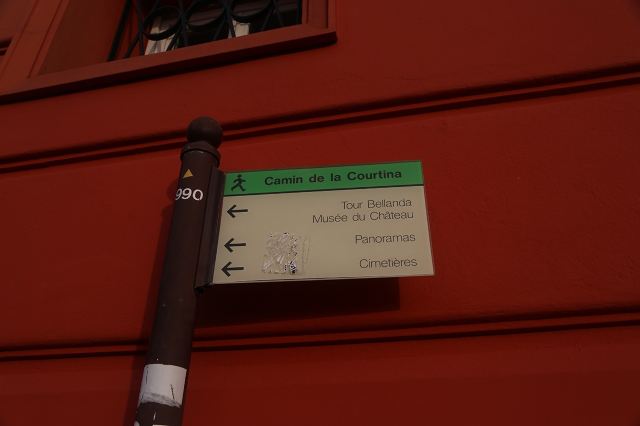 Camin de la Courtina
990
Tour Bellanda
Musée du Château
Panoramas
Cimetières